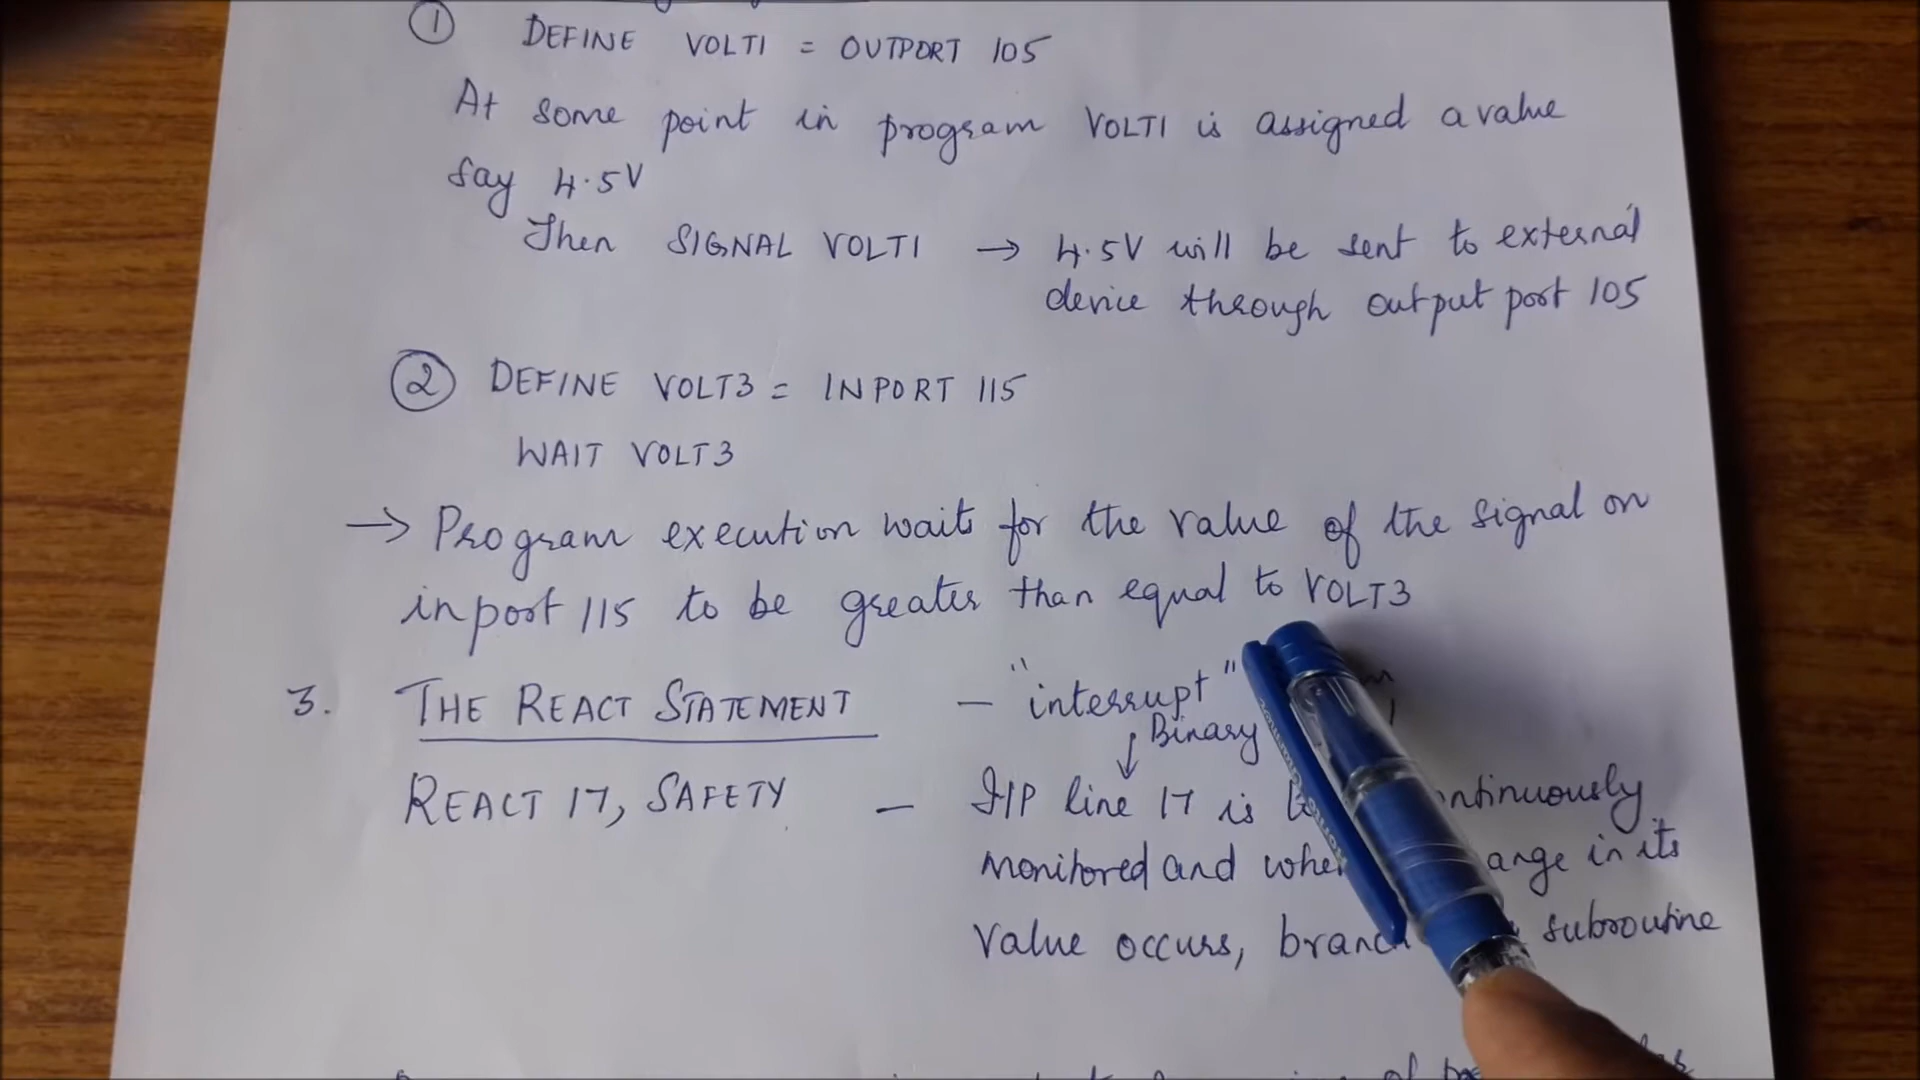 ① DEFINE VOLT1 = OUTPORT 105
At some point in program VOLT1 is assigned a value
say 4.5V
Then SIGNAL VOLT1 → 4.5V will be sent to external
device through output port 105
② DEFINE VOLT3 = INPORT 115
WAIT VOLT3
→ Program execution waits for the value of the signal on
inport 115 to be greater than equal to VOLT3
3. THE REACT STATEMENT - "interrupt"
↓ Binary
REACT 17, SAFETY - I/P line 17 is
monitored and
value occurs, subroutine